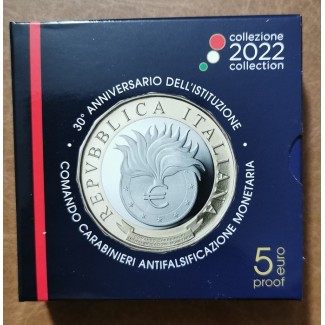 collezione
2022
collection
30° ANNIVERSARIO DELL'ISTITUZIONE
COMANDO CARABINIERI ANTIFALSIFICAZIONE MONETARIA
REPVBBLICA ITALIANA
€
5 euro
proof